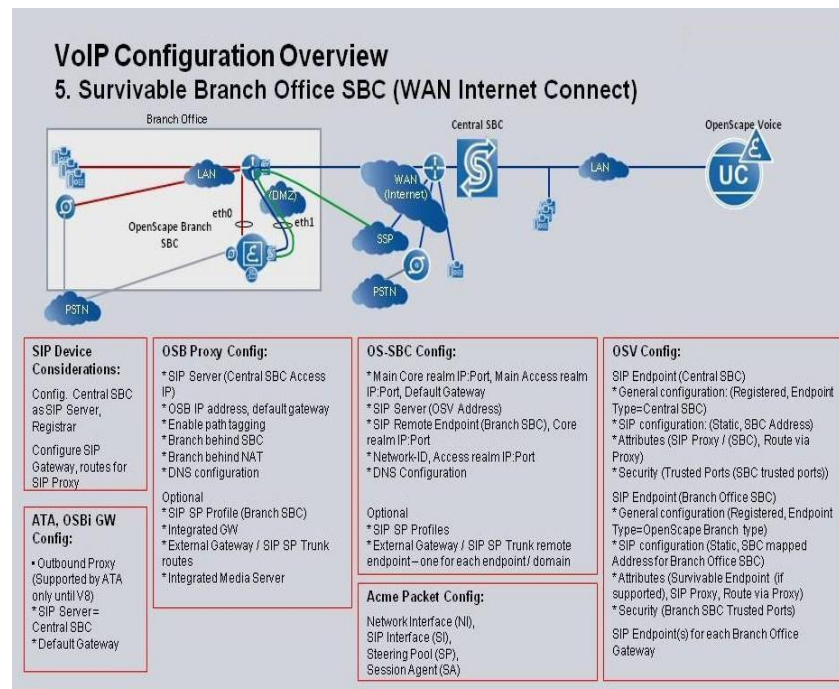 VoIP Configuration Overview
5. Survivable Branch Office SBC (WAN Internet Connect)
Branch Office
Central SBC
OpenScape Voice
LAN
(DMZ)
eth0
eth1
OpenScape Branch
SBC
WAN
(Internet)
SSP
LAN
UC
PSTN
PSTN
SIP Device
Considerations:
Config. Central SBC
as SIP Server,
Registrar
Configure SIP
Gateway, routes for
SIP Proxy
ATA, OSBi GW
Config:
▪ Outbound Proxy
(Supported by ATA
only until V8)
* SIP Server=
Central SBC
* Default Gateway
OSB Proxy Config:
* SIP Server (Central SBC Access
IP)
* OSB IP address, default gateway
* Enable path tagging
* Branch behind SBC
* Branch behind NAT
* DNS configuration
Optional
* SIP SP Profile (Branch SBC)
* Integrated GW
* External Gateway / SIP SP Trunk
routes
* Integrated Media Server
OS-SBC Config:
* Main Core realm IP:Port, Main Access realm
IP:Port, Default Gateway
* SIP Server (OSV Address)
* SIP Remote Endpoint (Branch SBC), Core
realm IP:Port
* Network-ID, Access realm IP:Port
* DNS Configuration
Optional
* SIP SP Profiles
* External Gateway / SIP SP Trunk remote
endpoint – one for each endpoint / domain
Acme Packet Config:
Network Interface (NI),
SIP Interface (SI),
Steering Pool (SP),
Session Agent (SA)
OSV Config:
SIP Endpoint (Central SBC)
* General configuration: (Registered, Endpoint
Type=Central SBC)
* SIP configuration: (Static, SBC Address)
* Attributes (SIP Proxy / (SBC), Route via
Proxy)
* Security (Trusted Ports (SBC trusted ports))
SIP Endpoint (Branch Office SBC)
* General configuration (Registered, Endpoint
Type=OpenScape Branch type)
* SIP configuration (Static, SBC mapped
Address for Branch Office SBC)
* Attributes (Survivable Endpoint (if
supported), SIP Proxy, Route via Proxy)
* Security (Branch SBC Trusted Ports)
SIP Endpoint(s) for each Branch Office
Gateway